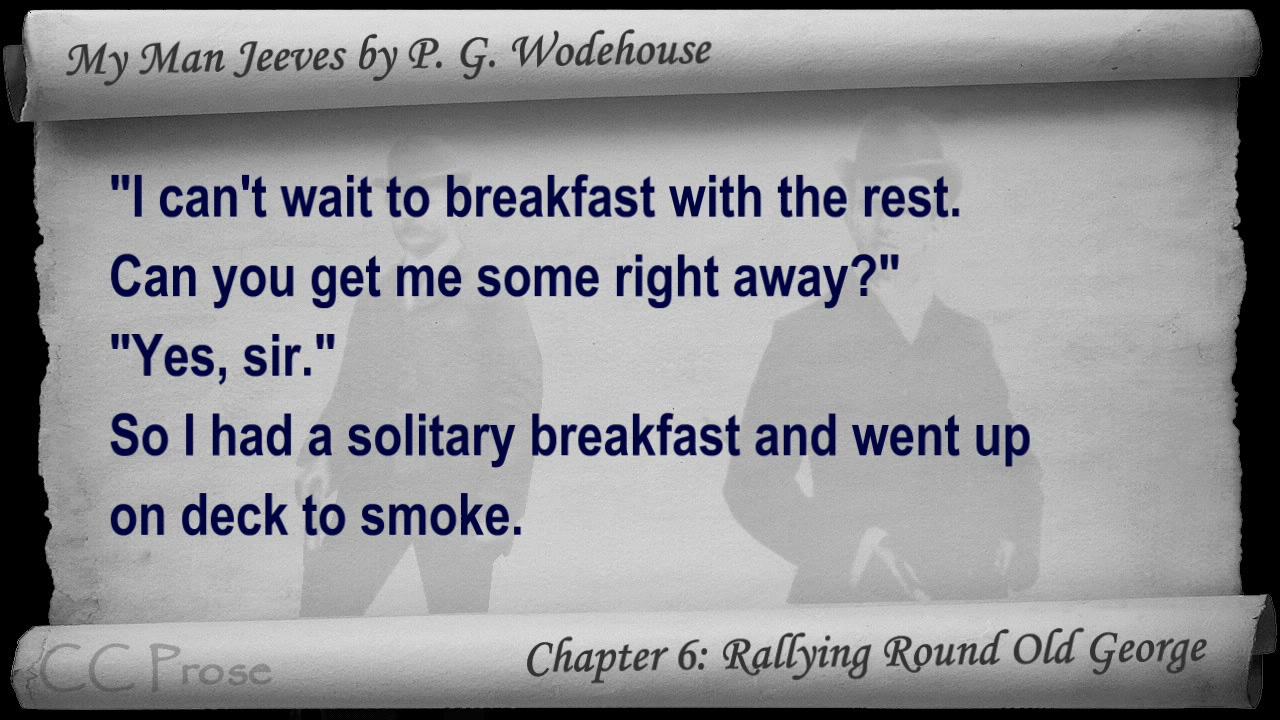 My Man Jeeves by P. G. Wodehouse
"I can't wait to breakfast with the rest.
Can you get me some right away?"
"Yes, sir."
So I had a solitary breakfast and went up
on deck to smoke.
Chapter 6: Rallying Round Old George
CC Prose